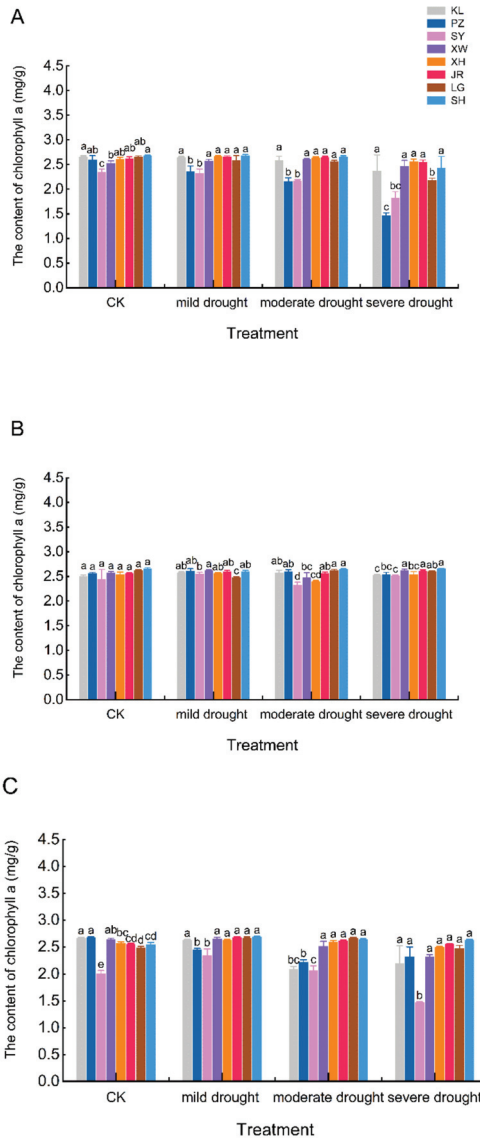 A
KL
PZ
SY
XW
XH
JR
LG
SH
The content of chlorophyll a (mg/g)
4.5
4.0
3.5
3.0
2.5
2.0
1.5
1.0
0.5
0.0
a ab c b ab a ab a
a b b a a a a a
a b b a a a a a
a c bc a a a b a
CK mild drought moderate drought severe drought
Treatment
B
The content of chlorophyll a (mg/g)
4.5
4.0
3.5
3.0
2.5
2.0
1.5
1.0
0.5
0.0
a a a a a a a a
ab ab b a ab ab c ab
ab ab d bc cd ab a a
c bc c a bc a a a
CK mild drought moderate drought severe drought
Treatment
C
The content of chlorophyll a (mg/g)
4.5
4.0
3.5
3.0
2.5
2.0
1.5
1.0
0.5
0.0
a a e ab bc cd d cd
a b b a a a a a
bc b c a a a a a
a a b a a a a a
CK mild drought moderate drought severe drought
Treatment